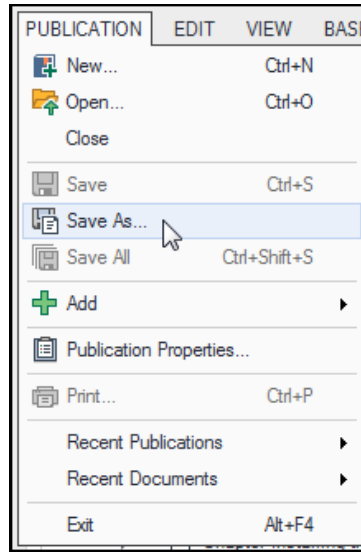 PUBLICATION EDIT VIEW
New... Ctrl+N
Open... Ctrl+O
Close
Save Ctrl+S
Save As...
Save All Ctrl+Shift+S
Add
Publication Properties...
Print... Ctrl+P
Recent Publications
Recent Documents
Exit Alt+F4